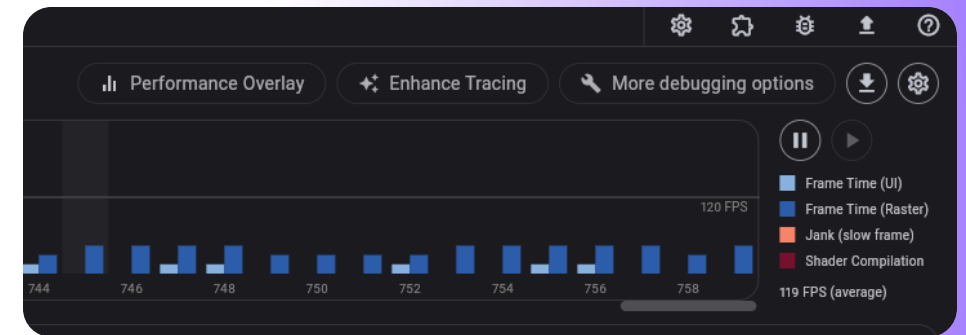 Performance Overlay
Enhance Tracing
More debugging options
120 FPS
744 746 748 750 752 754 756 758
Frame Time (UI)
Frame Time (Raster)
Jank (slow frame)
Shader Compilation
119 FPS (average)